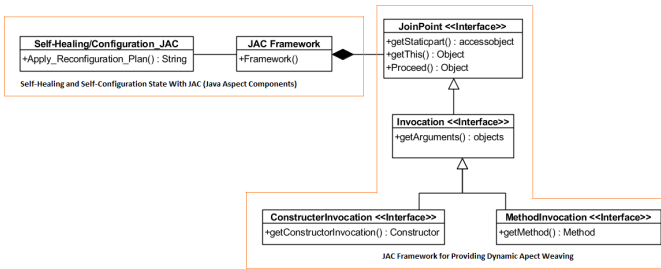 JoinPoint <<Interface>>
+getStaticpart() : accessobject
+getThis() : Object
+Proceed() : Object
Self-Healing/Configuration_JAC
+Apply_Reconfiguration_Plan() : String
JAC Framework
+Framework()
Self-Healing and Self-Configuration State With JAC (Java Aspect Components)
Invocation <<Interface>>
+getArguments() : objects
ConstructerInvocation <<Interface>>
+getConstructorInvocation() : Constructor
MethodInvocation <<Interface>>
+getMethod() : Method
JAC Framework for Providing Dynamic Apect Weaving